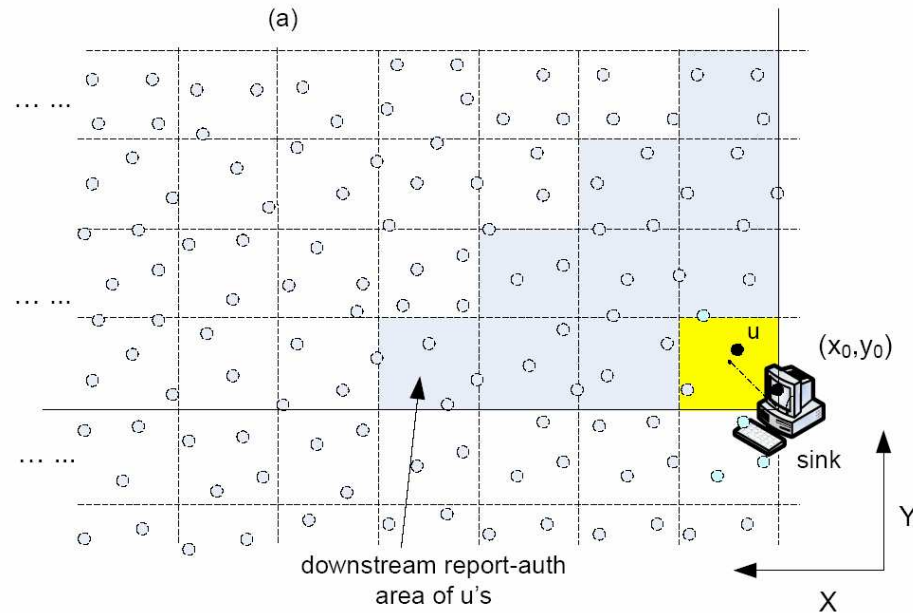 (a)
... ...
u
(x₀,y₀)
... ...
sink
... ...
Y
downstream report-auth
area of u's
X